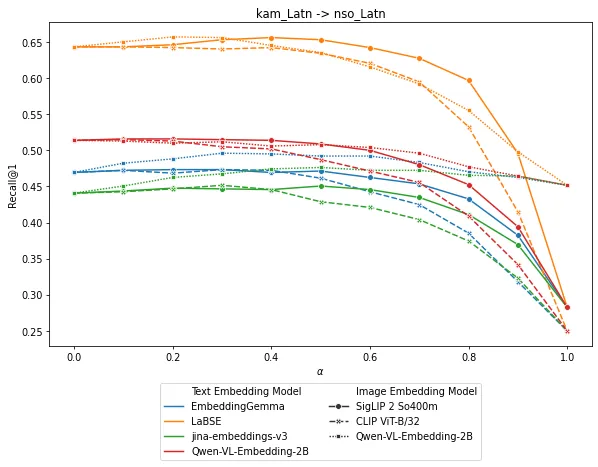 kam_Latn -> nso_Latn
Recall@1
0.65
0.60
0.55
0.50
0.45
0.40
0.35
0.30
0.25
0.0 0.2 0.4 0.6 0.8 1.0
α
Text Embedding Model Image Embedding Model
EmbeddingGemma SigLIP 2 So400m
LaBSE CLIP ViT-B/32
jina-embeddings-v3 Qwen-VL-Embedding-2B
Qwen-VL-Embedding-2B